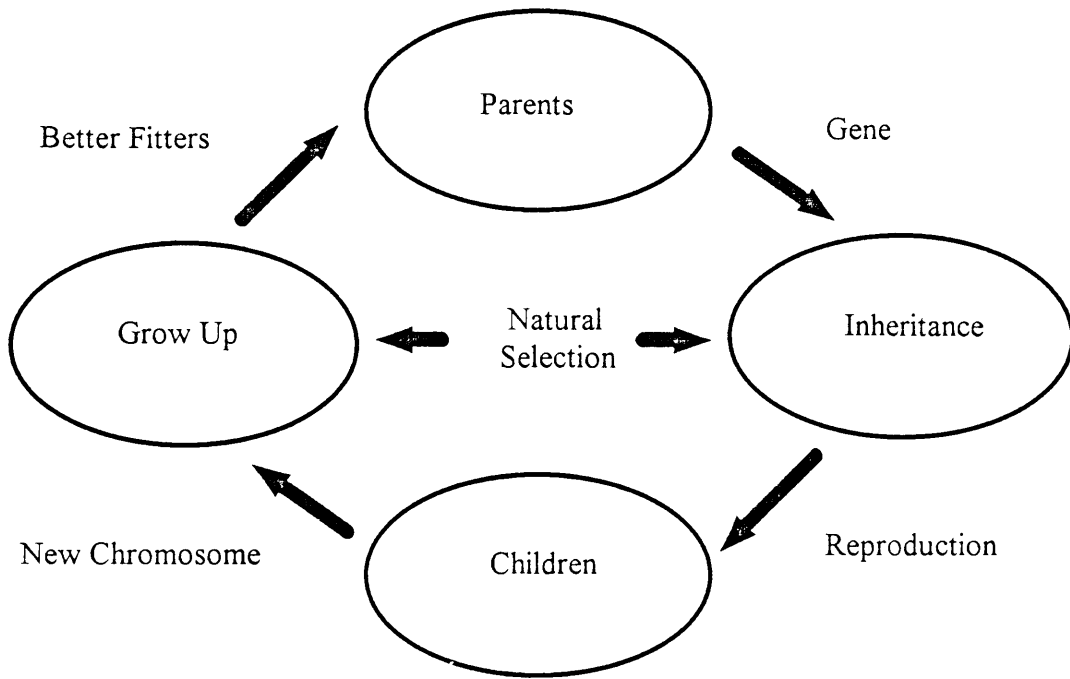 Parents
Better Fitters
Gene
Grow Up
Natural
Selection
Inheritance
New Chromosome
Children
Reproduction